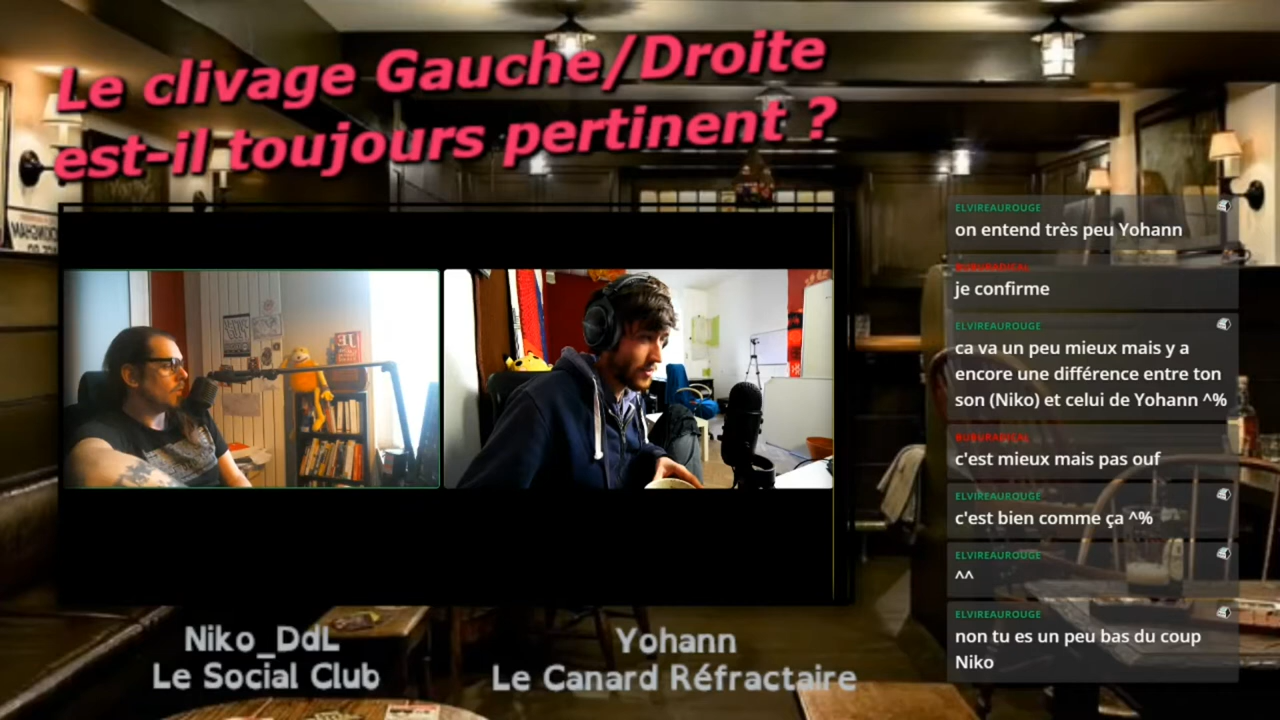 Le clivage Gauche/Droite
est-il toujours pertinent ?
ELVIREAUROUGE
on entend très peu Yohann
BUBURADICAL
je confirme
ELVIREAUROUGE
ca va un peu mieux mais y a
encore une différence entre ton
son (Niko) et celui de Yohann ^%
BUBURADICAL
c'est mieux mais pas ouf
ELVIREAUROUGE
c'est bien comme ça ^%
ELVIREAUROUGE
^^
ELVIREAUROUGE
non tu es un peu bas du coup
Niko
Niko_DdL
Le Social Club
Yohann
Le Canard Réfractaire